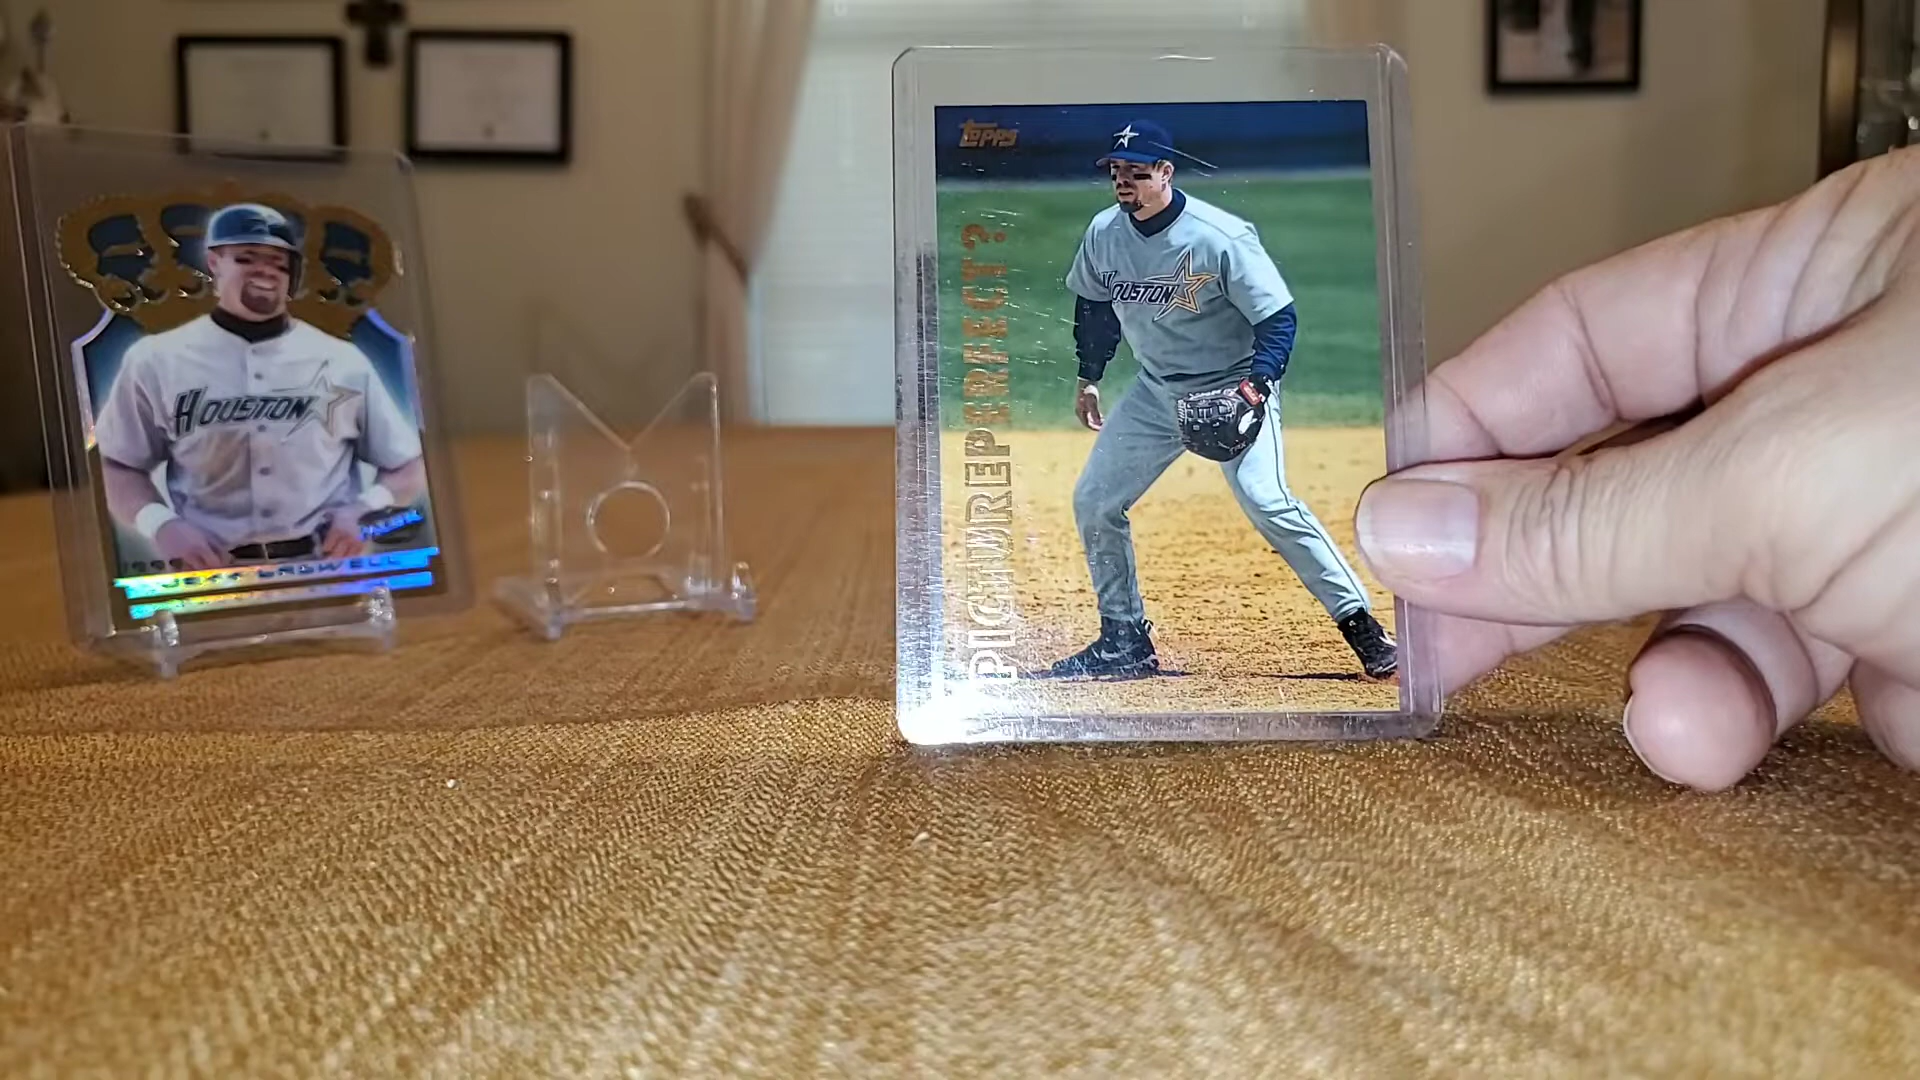 HOUSTON
JEFF BAGWELL
topps
PICTURE PERFECT?
HOUSTON